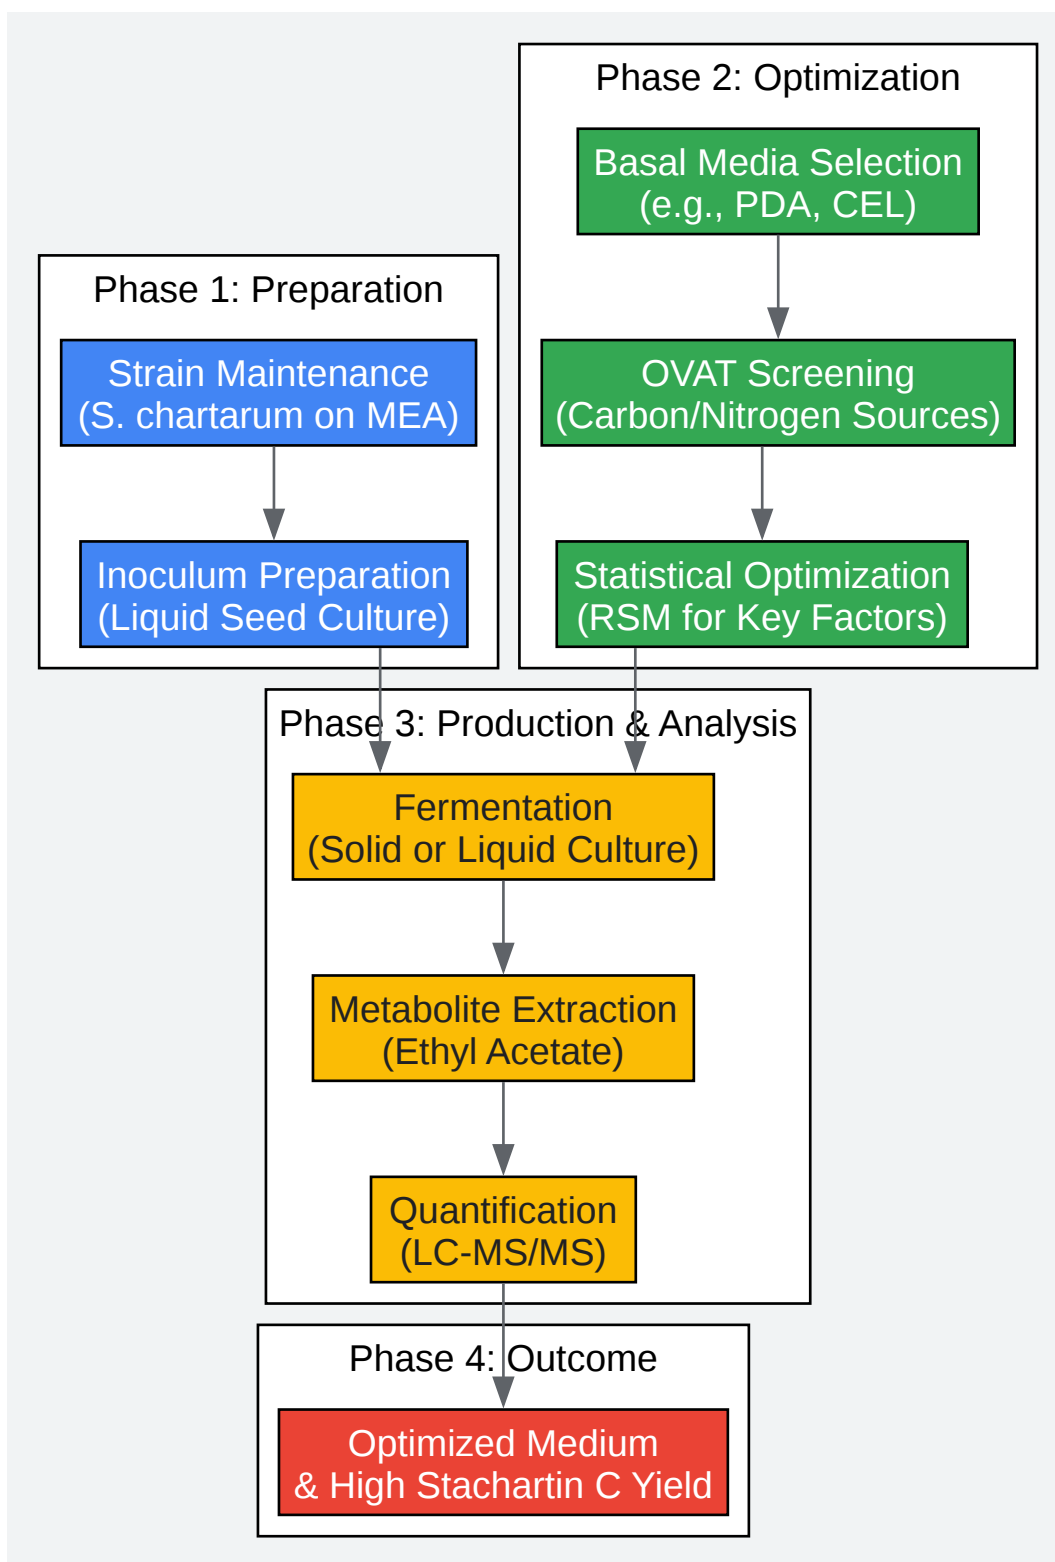 Phase 2: Optimization
Basal Media Selection
(e.g., PDA, CEL)
Phase 1: Preparation
Strain Maintenance
(S. chartarum on MEA)
OVAT Screening
(Carbon/Nitrogen Sources)
Inoculum Preparation
(Liquid Seed Culture)
Statistical Optimization
(RSM for Key Factors)
Phase 3: Production & Analysis
Fermentation
(Solid or Liquid Culture)
Metabolite Extraction
(Ethyl Acetate)
Quantification
(LC-MS/MS)
Phase 4: Outcome
Optimized Medium
& High Stachartin C Yield